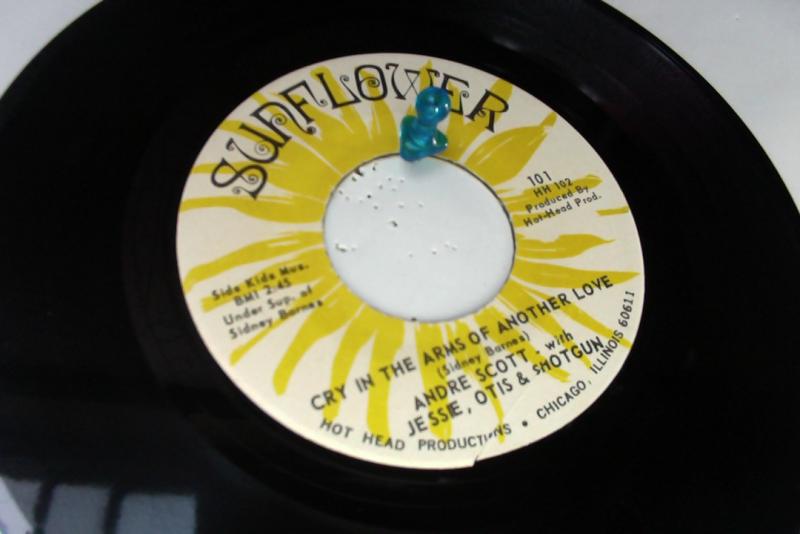 SUNFLOWER
101
HH 102
Produced By
Hot-Head Prod.
Side Kids Mus.
BMI 2:45
Under Sup. of
Sidney Barnes
CRY IN THE ARMS OF ANOTHER LOVE
(Sidney Barnes)
ANDRE SCOTT - with
JESSIE, OTIS & SHOTGUN
HOT HEAD PRODUCTIONS • CHICAGO, ILLINOIS 60611